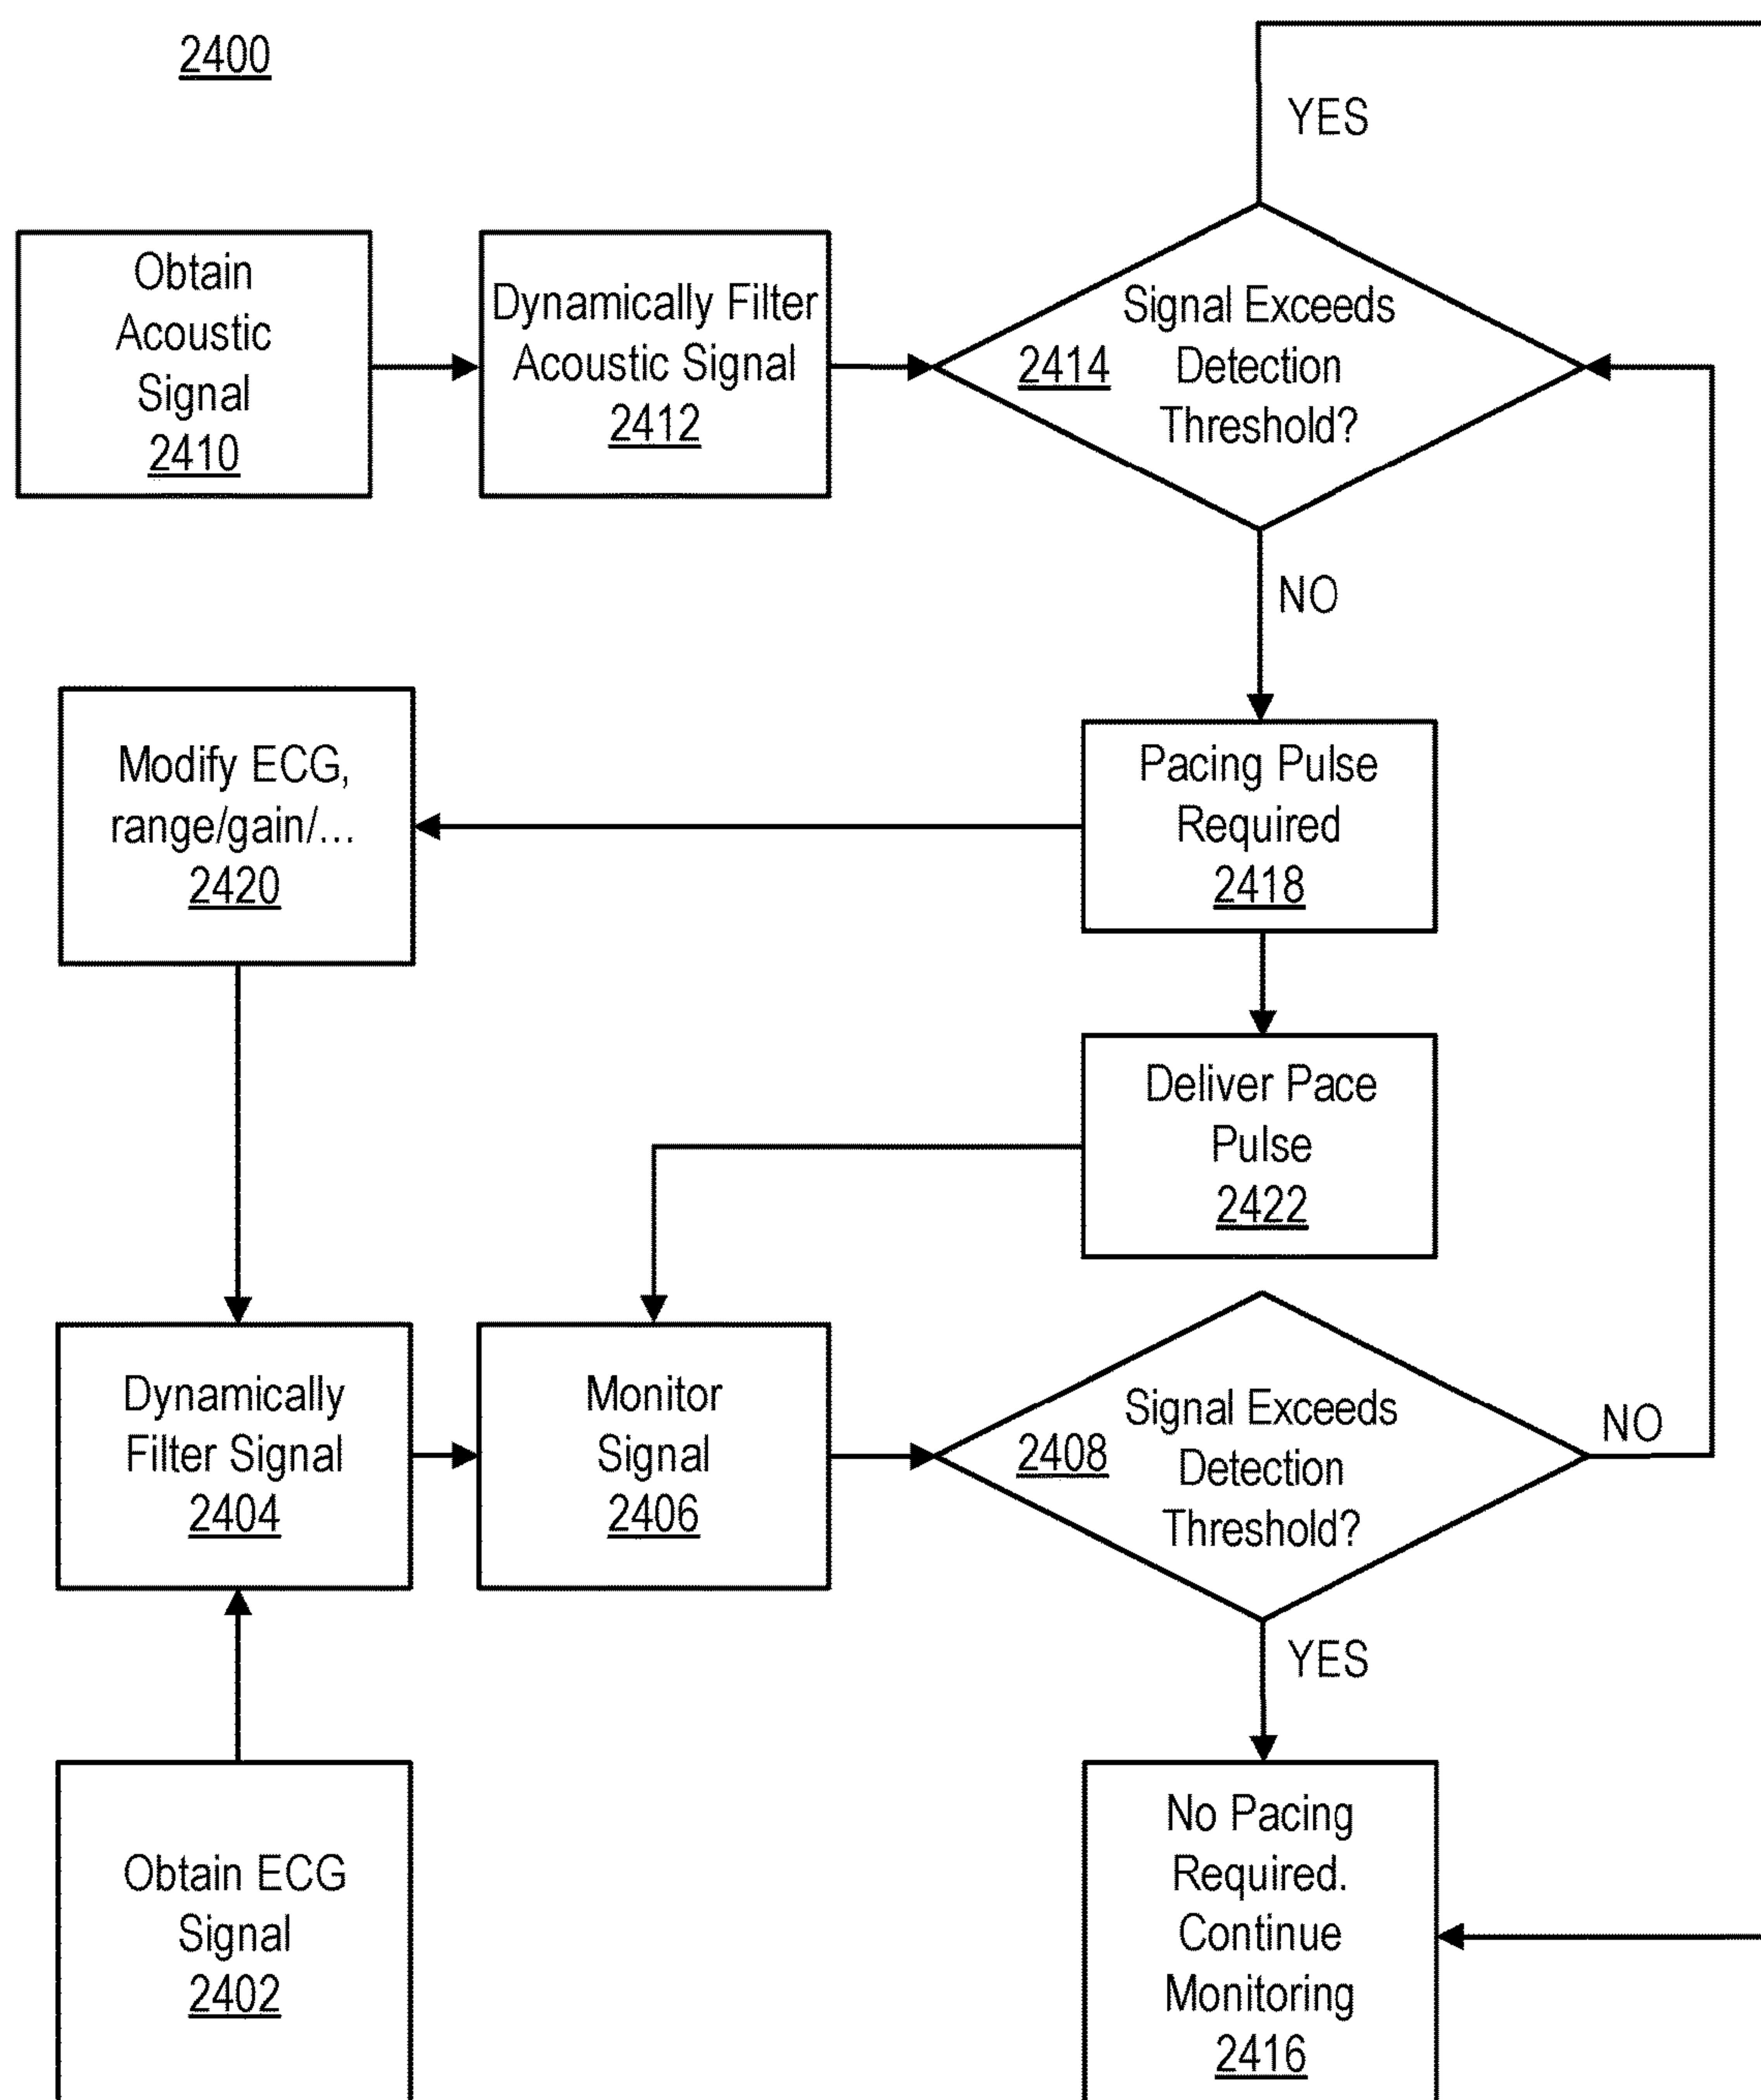 2400
YES
Obtain
Acoustic
Signal
2410
Dynamically Filter
Acoustic Signal
2412
Signal Exceeds
2414
Detection
Threshold?
NO
Modify ECG,
range/gain/...
2420
Pacing Pulse
Required
2418
Deliver Pace
Pulse
2422
Dynamically
Filter Signal
2404
Monitor
Signal
2406
Signal Exceeds
2408
Detection
Threshold?
NO
YES
Obtain ECG
Signal
2402
No Pacing
Required.
Continue
Monitoring
2416